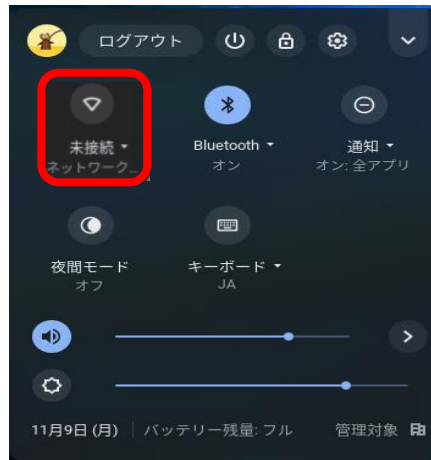 ログアウト
未接続
ネットワーク...
Bluetooth
オン
通知
オン: 全アプリ
夜間モード
オフ
キーボード
JA
11月9日 (月)
バッテリー残量: フル
管理対象